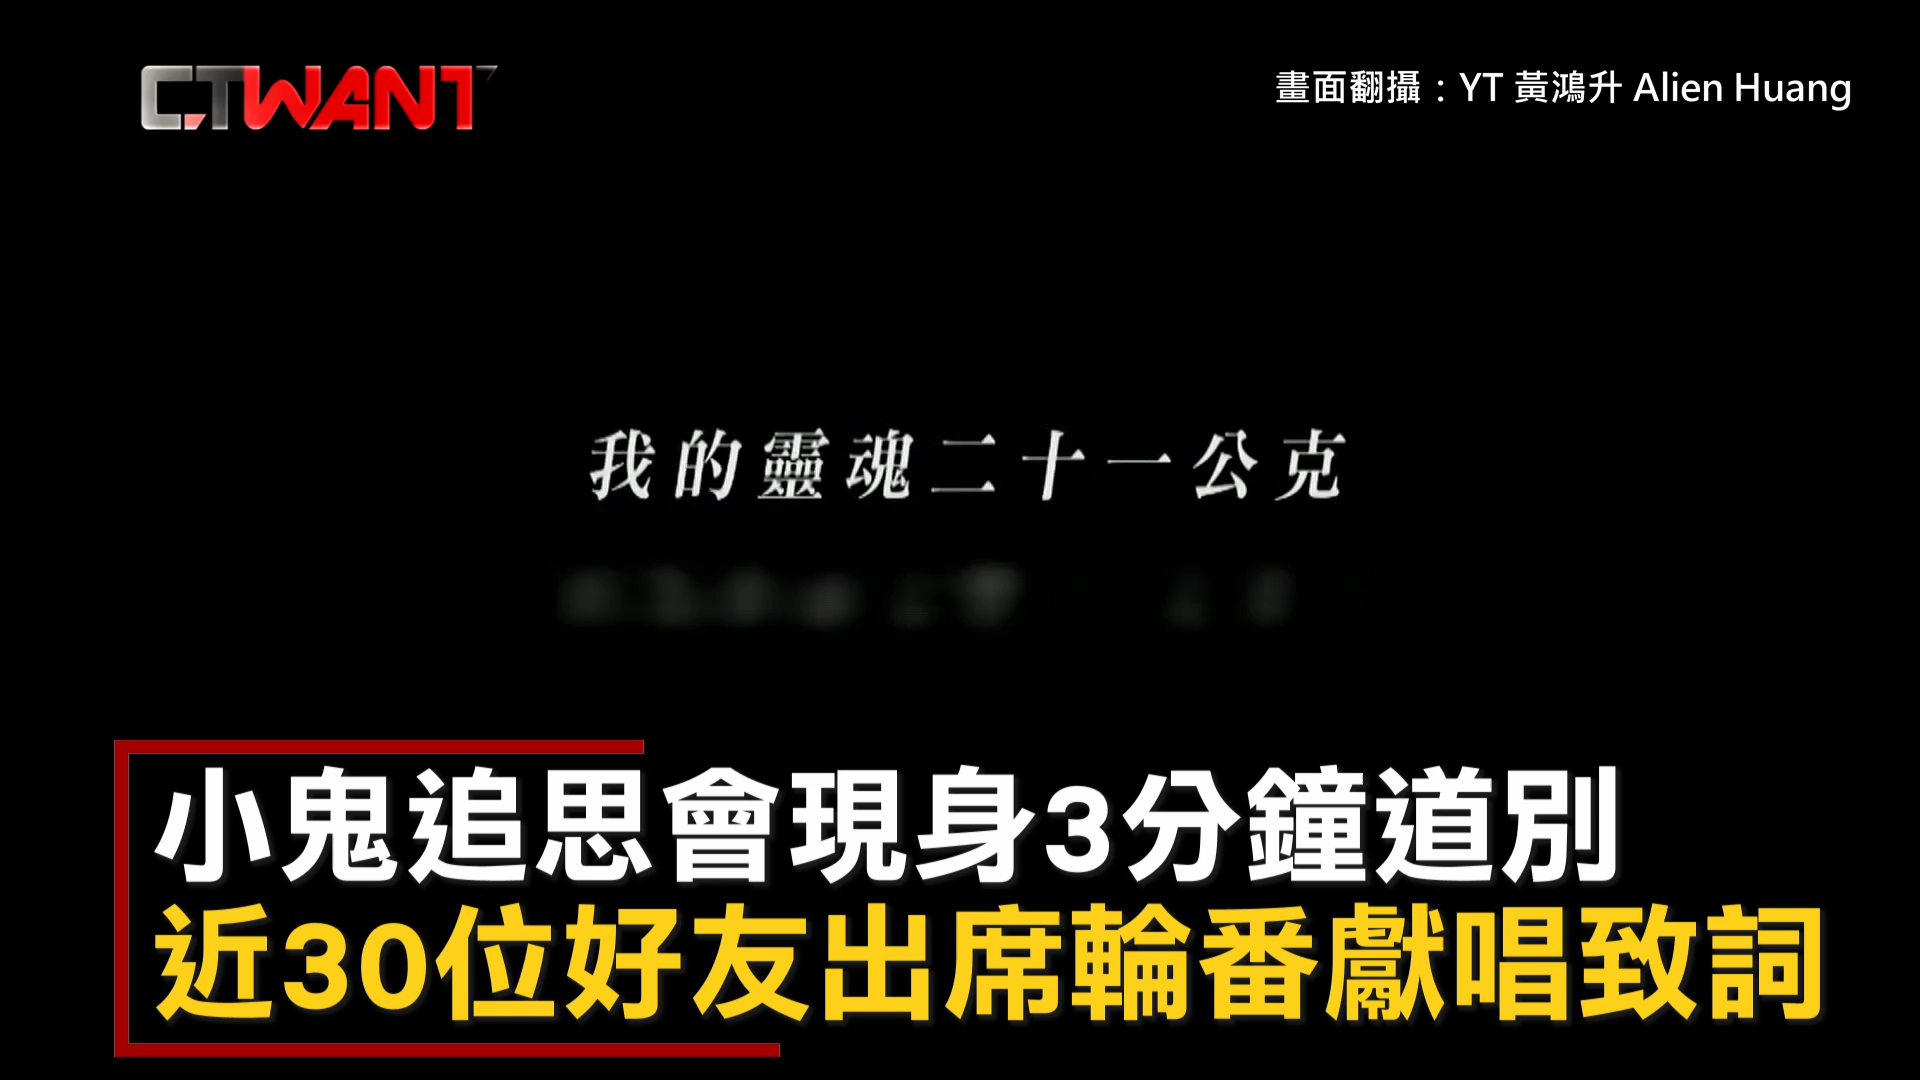 CTWANT
畫面翻攝：YT 黃鴻升 Alien Huang
我的靈魂二十一公克
小鬼追思會現身3分鐘道別
近30位好友出席輪番獻唱致詞